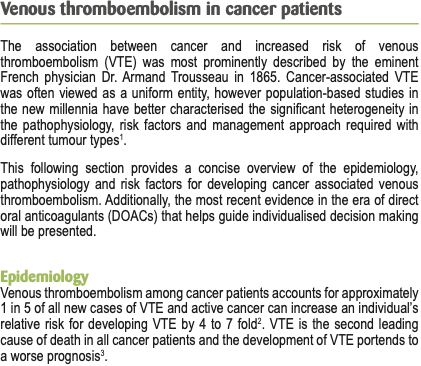 Venous thromboembolism in cancer patients
The association between cancer and increased risk of venous
thromboembolism (VTE) was most prominently described by the eminent
French physician Dr. Armand Trousseau in 1865. Cancer-associated VTE
was often viewed as a uniform entity, however population-based studies in
the new millennia have better characterised the significant heterogeneity in
the pathophysiology, risk factors and management approach required with
different tumour types¹.
This following section provides a concise overview of the epidemiology,
pathophysiology and risk factors for developing cancer associated venous
thromboembolism. Additionally, the most recent evidence in the era of direct
oral anticoagulants (DOACs) that helps guide individualised decision making
will be presented.
Epidemiology
Venous thromboembolism among cancer patients accounts for approximately
1 in 5 of all new cases of VTE and active cancer can increase an individual's
relative risk for developing VTE by 4 to 7 fold². VTE is the second leading
cause of death in all cancer patients and the development of VTE portends to
a worse prognosis³.